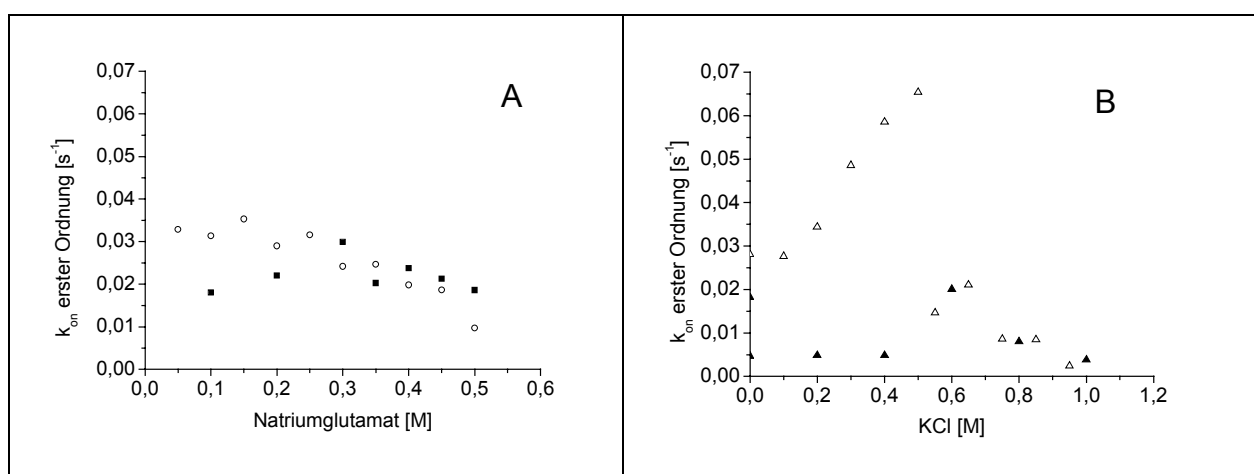 A
k_on erster Ordnung [s⁻¹]
0,07
0,06
0,05
0,04
0,03
0,02
0,01
0,00
0,0 0,1 0,2 0,3 0,4 0,5 0,6
Natriumglutamat [M]
B
k_on erster Ordnung [s⁻¹]
0,07
0,06
0,05
0,04
0,03
0,02
0,01
0,00
0,0 0,2 0,4 0,6 0,8 1,0 1,2
KCl [M]